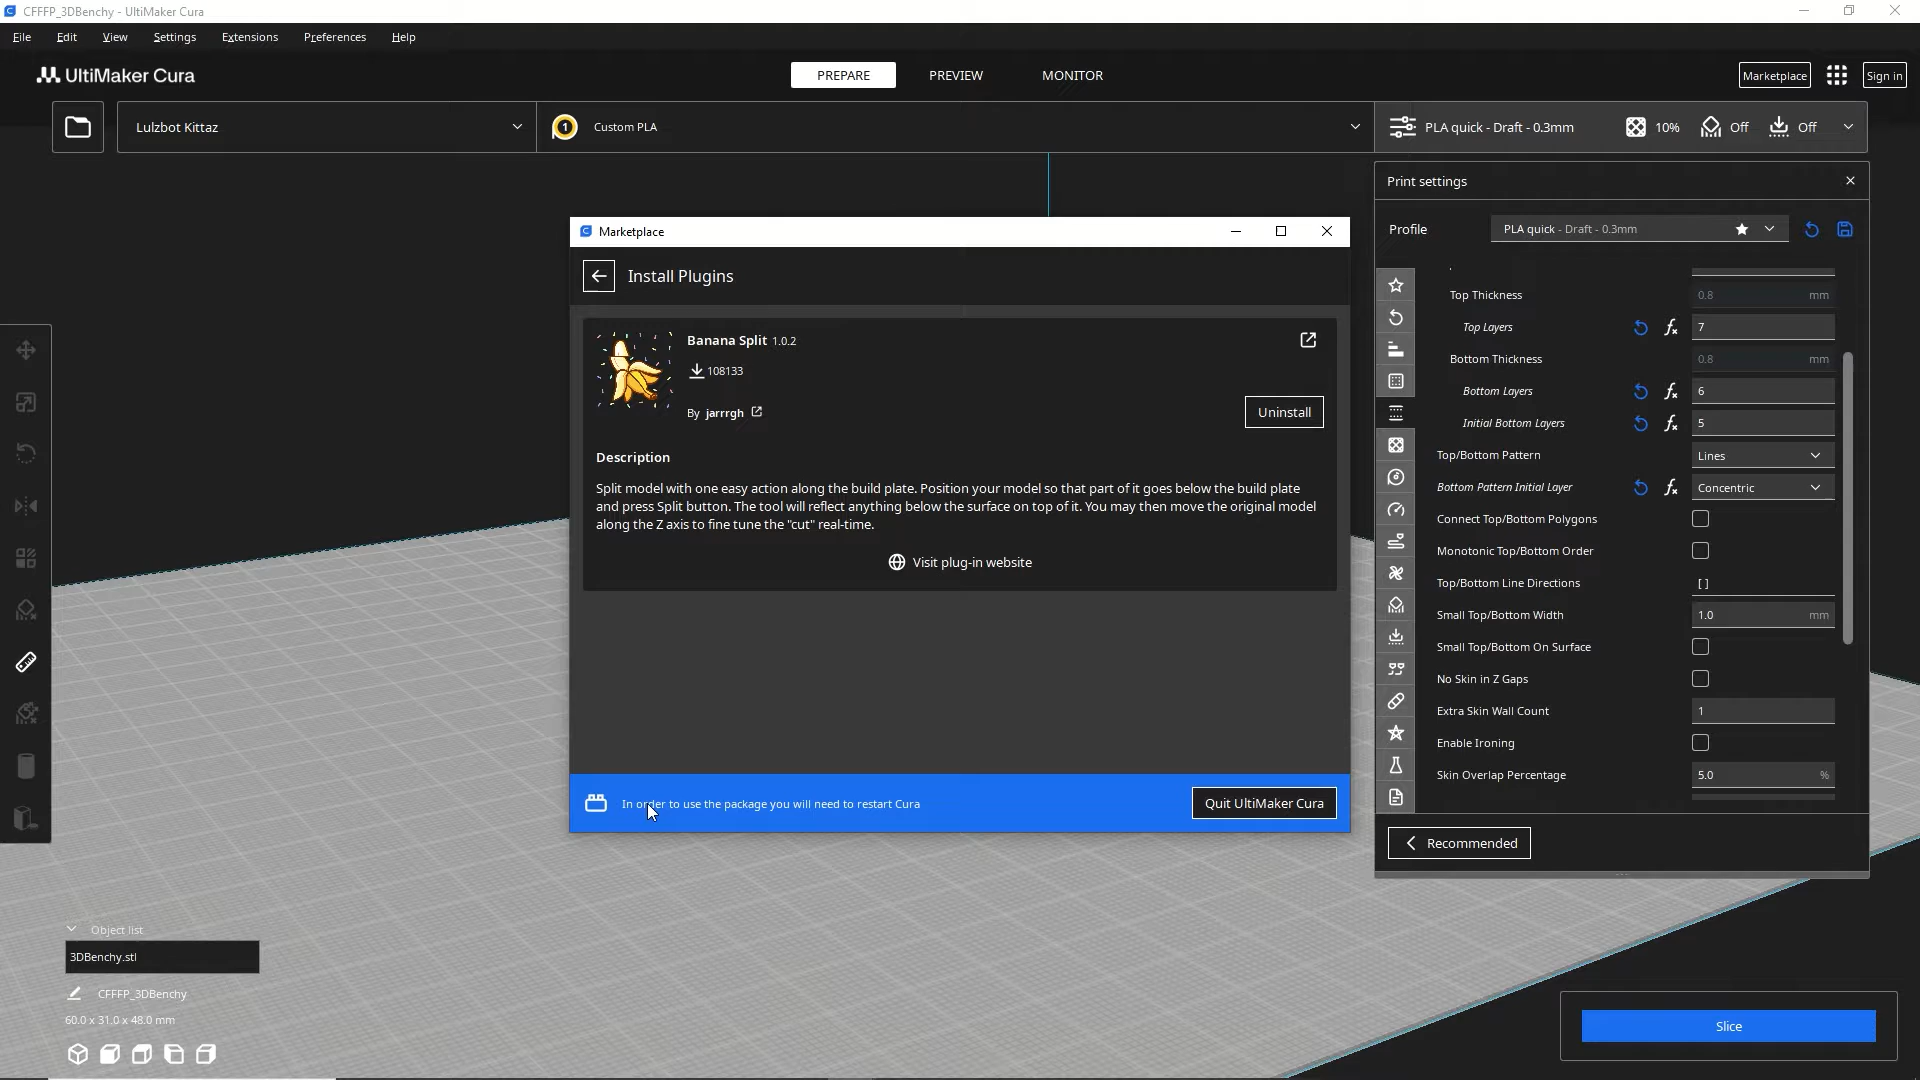 CFFFP_3DBenchy - UltiMaker Cura
File Edit View Settings Extensions Preferences Help
UltiMaker Cura
PREPARE
PREVIEW
MONITOR
Marketplace
Sign in
Lulzbot Kittaz
1
Custom PLA
PLA quick - Draft - 0.3mm
10%
Off
Off
Print settings
Profile
PLA quick - Draft - 0.3mm
Top Thickness 0.8 mm
Top Layers 7
Bottom Thickness 0.8 mm
Bottom Layers 6
Initial Bottom Layers 5
Top/Bottom Pattern Lines
Bottom Pattern Initial Layer Concentric
Connect Top/Bottom Polygons
Monotonic Top/Bottom Order
Top/Bottom Line Directions [ ]
Small Top/Bottom Width 1.0 mm
Small Top/Bottom On Surface
No Skin in Z Gaps
Extra Skin Wall Count 1
Enable Ironing
Skin Overlap Percentage 5.0 %
Recommended
Marketplace
Install Plugins
Banana Split 1.0.2
108133
By jarrrgh
Uninstall
Description
Split model with one easy action along the build plate. Position your model so that part of it goes below the build plate
and press Split button. The tool will reflect anything below the surface on top of it. You may then move the original model
along the Z axis to fine tune the "cut" real-time.
Visit plug-in website
In order to use the package you will need to restart Cura
Quit UltiMaker Cura
Object list
3DBenchy.stl
CFFFP_3DBenchy
60.0 x 31.0 x 48.0 mm
Slice